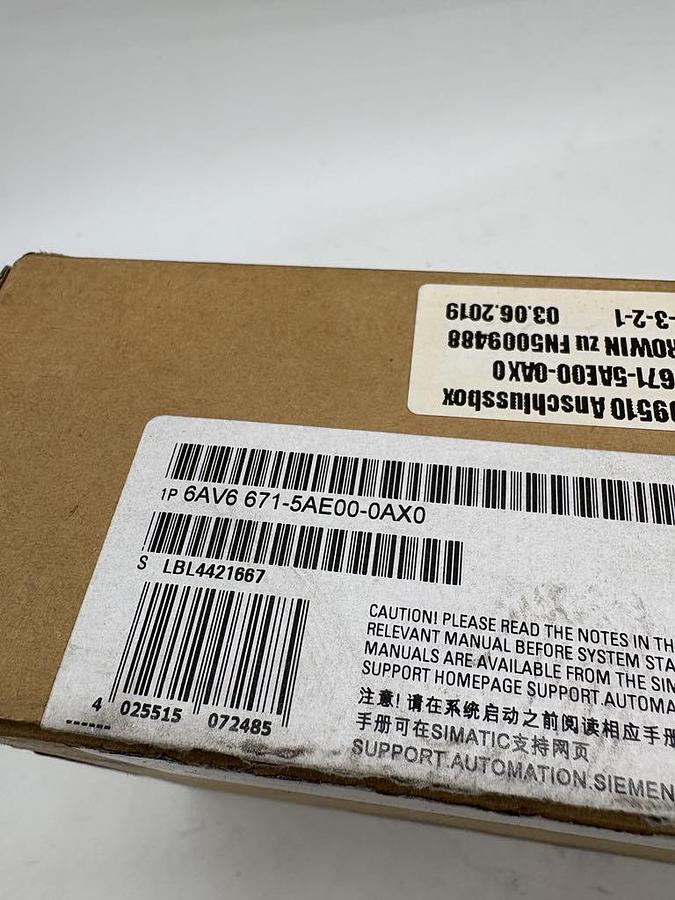 03.06.2019 -3-2-1
ROWIN zu FN5009488
671-5AE00-0AX0
9510 Anschlussbox
1P 6AV6 671-5AE00-0AX0
S LBL4421667
4 025515 072485
CAUTION! PLEASE READ THE NOTES IN TH
RELEVANT MANUAL BEFORE SYSTEM STA
MANUALS ARE AVAILABLE FROM THE SIM
SUPPORT HOMEPAGE SUPPORT.AUTOMA
注意! 请在系统启动之前阅读相应手册
手册可在SIMATIC支持网页
SUPPORT.AUTOMATION.SIEMEN